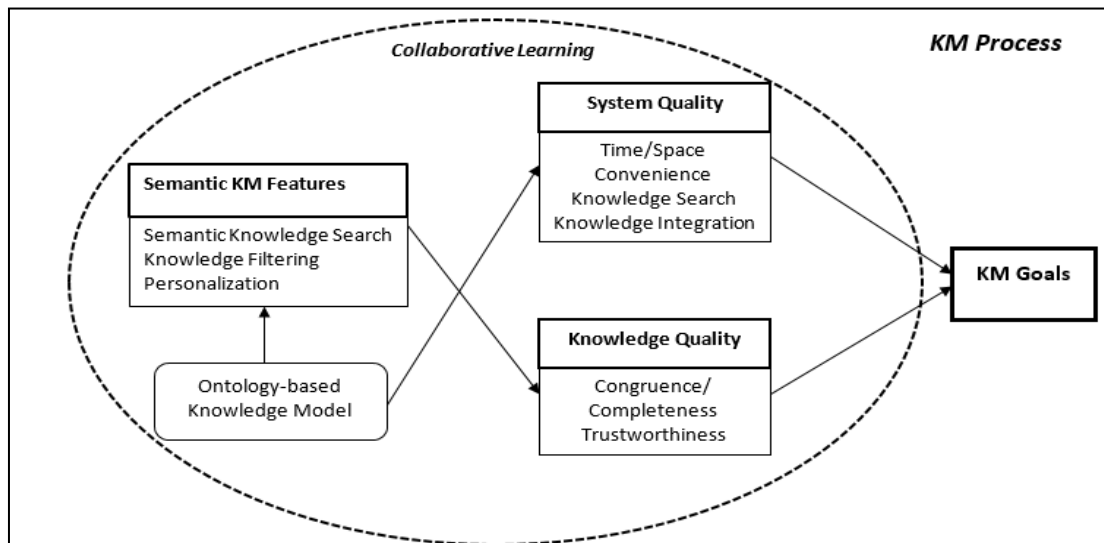 KM Process
Collaborative Learning
System Quality
Time/Space
Convenience
Knowledge Search
Knowledge Integration
Semantic KM Features
Semantic Knowledge Search
Knowledge Filtering
Personalization
KM Goals
Knowledge Quality
Congruence/
Completeness
Trustworthiness
Ontology-based
Knowledge Model